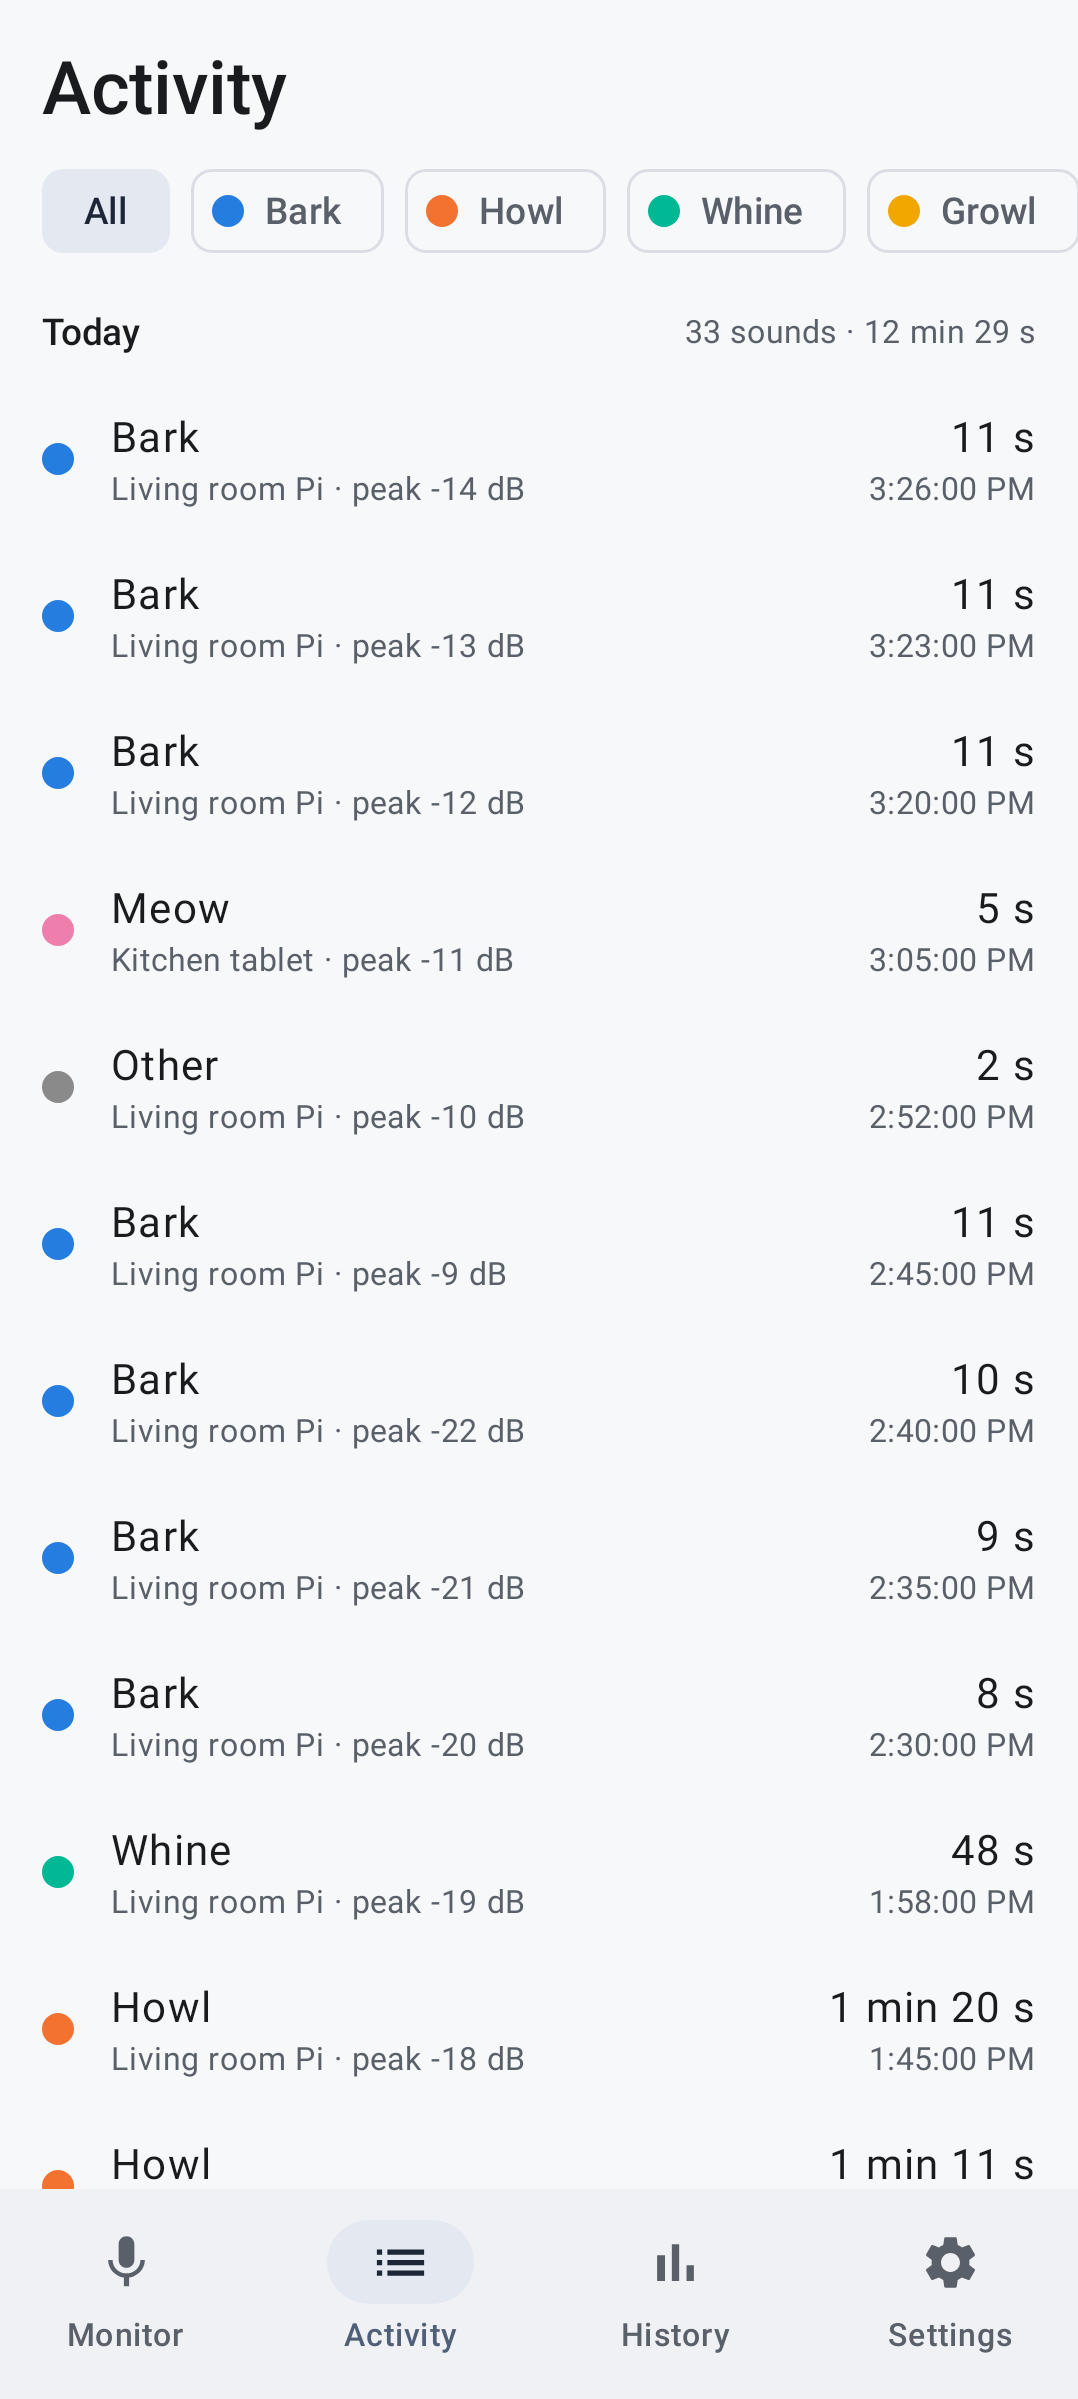 Activity
All
Bark
Howl
Whine
Growl
Today
33 sounds · 12 min 29 s
Bark
11 s
Living room Pi · peak -14 dB
3:26:00 PM
Bark
11 s
Living room Pi · peak -13 dB
3:23:00 PM
Bark
11 s
Living room Pi · peak -12 dB
3:20:00 PM
Meow
5 s
Kitchen tablet · peak -11 dB
3:05:00 PM
Other
2 s
Living room Pi · peak -10 dB
2:52:00 PM
Bark
11 s
Living room Pi · peak -9 dB
2:45:00 PM
Bark
10 s
Living room Pi · peak -22 dB
2:40:00 PM
Bark
9 s
Living room Pi · peak -21 dB
2:35:00 PM
Bark
8 s
Living room Pi · peak -20 dB
2:30:00 PM
Whine
48 s
Living room Pi · peak -19 dB
1:58:00 PM
Howl
1 min 20 s
Living room Pi · peak -18 dB
1:45:00 PM
Howl
1 min 11 s
Monitor
Activity
History
Settings